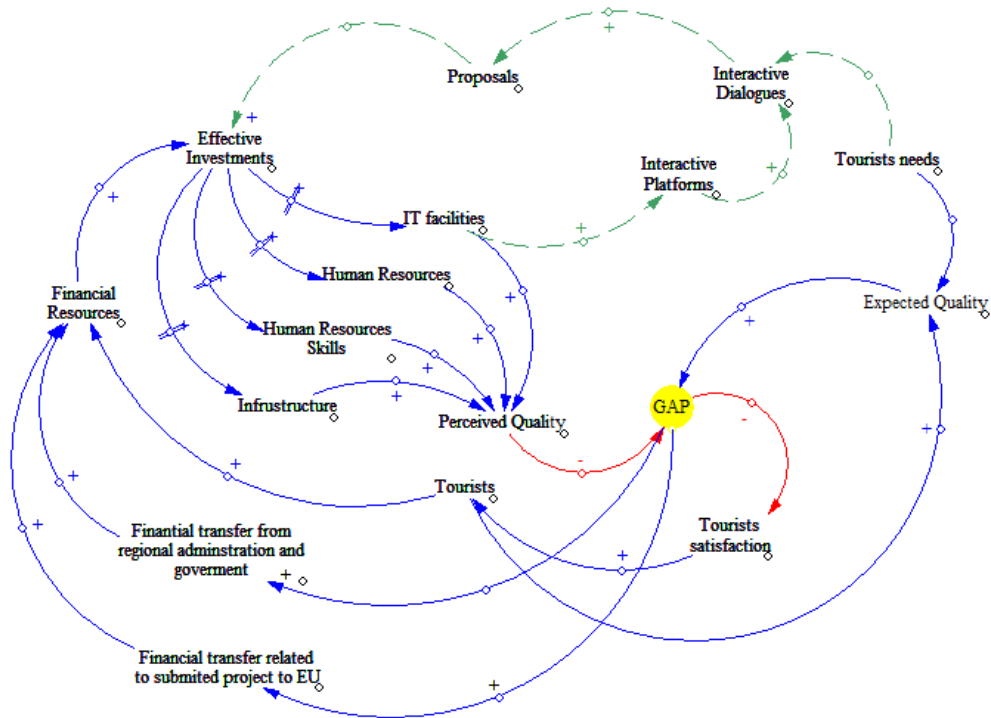 Proposals
Interactive
Dialogues
Effective
Investments
Interactive
Platforms
Tourists needs
IT facilities
Human Resources
Financial
Resources
Expected Quality
Human Resources
Skills
Infrustructure
Perceived Quality
GAP
Tourists
Tourists
satisfaction
Finantial transfer from
regional adminstration and
goverment
Financial transfer related
to submited project to EU